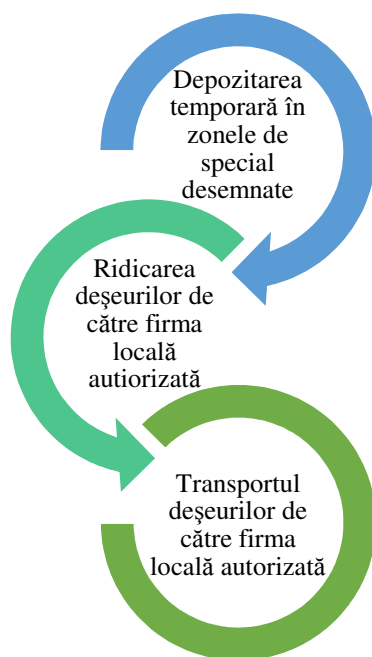 Depozitarea
temporară în
zonele de
special
desemnate
Ridicarea
deşeurilor de
către firma
locală
autiorizată
Transportul
deşeurilor de
către firma
locală autorizată